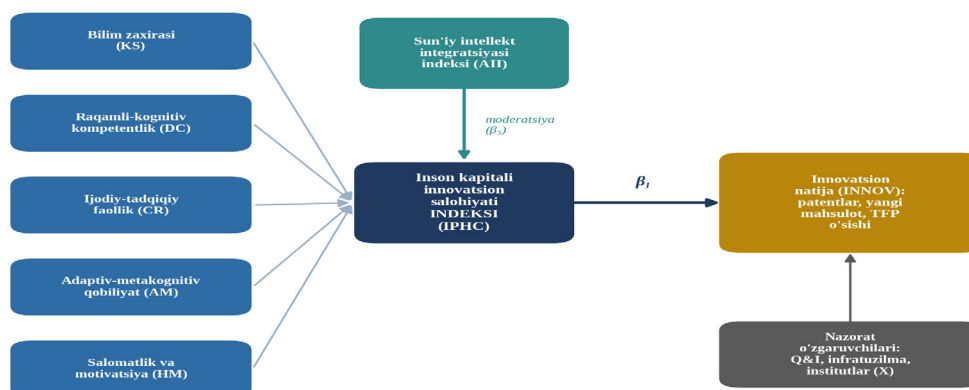 Bilim zaxirasi
(KS)
Raqamli-kognitiv
kompetentlik (DC)
Ijodiy-tadqiqiy
faollik (CR)
Adaptiv-metakognitiv
qobiliyat (AM)
Salomatlik va
motivatsiya (HM)
Sun'iy intellekt
integratsiyasi
indeksi (AII)
moderatsiya
(β₃)
Inson kapitali
innovatsion
salohiyati
INDEKSI
(IPHC)
β₁
Innovatsion
natija (INNOV):
patentlar, yangi
mahsulot, TFP
o'sishi
Nazorat
o'zgaruvchilari:
Q&I, infratuzilma,
institutlar (X)